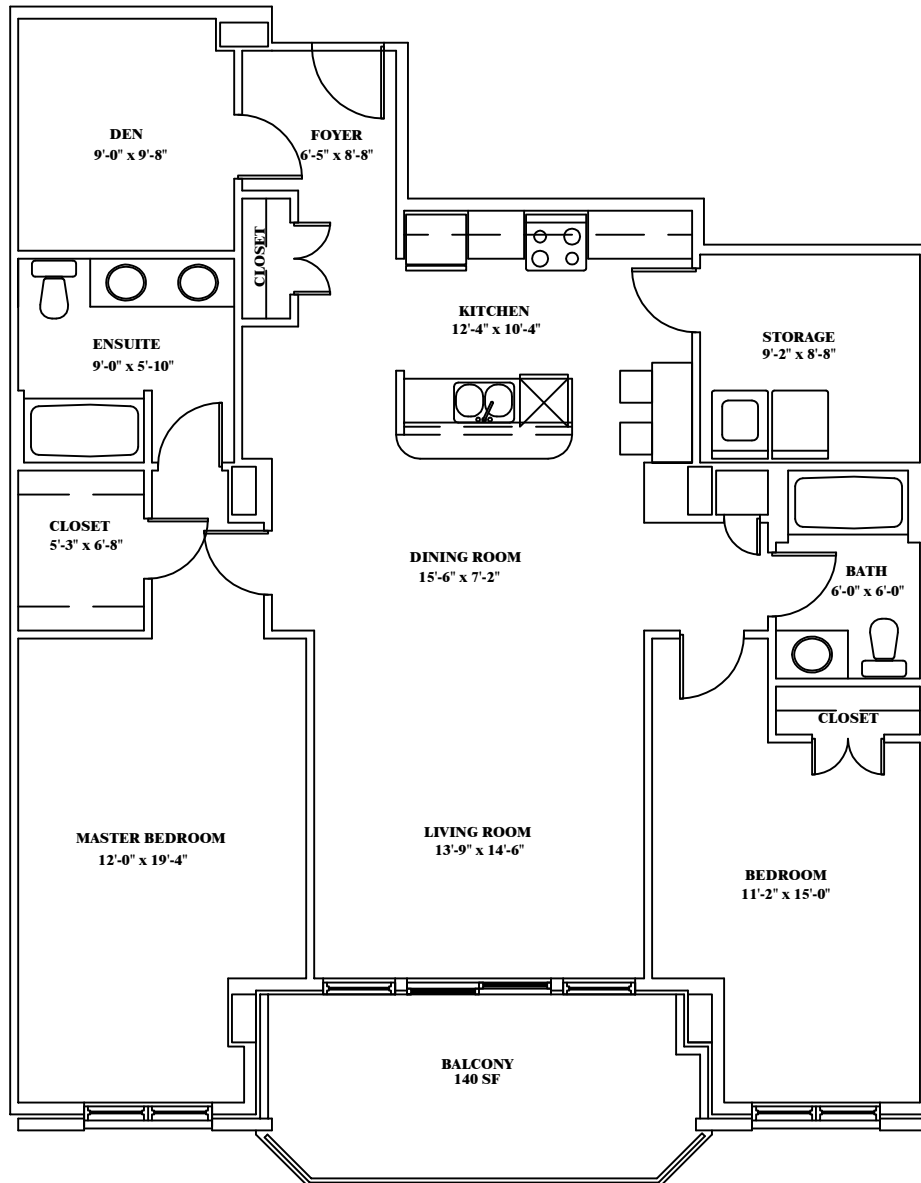 DEN
9'-0" x 9'-8"
FOYER
6'-5" x 8'-8"
CLOSET
KITCHEN
12'-4" x 10'-4"
STORAGE
9'-2" x 8'-8"
ENSUITE
9'-0" x 5'-10"
CLOSET
5'-3" x 6'-8"
DINING ROOM
15'-6" x 7'-2"
BATH
6'-0" x 6'-0"
CLOSET
MASTER BEDROOM
12'-0" x 19'-4"
LIVING ROOM
13'-9" x 14'-6"
BEDROOM
11'-2" x 15'-0"
BALCONY
140 SF